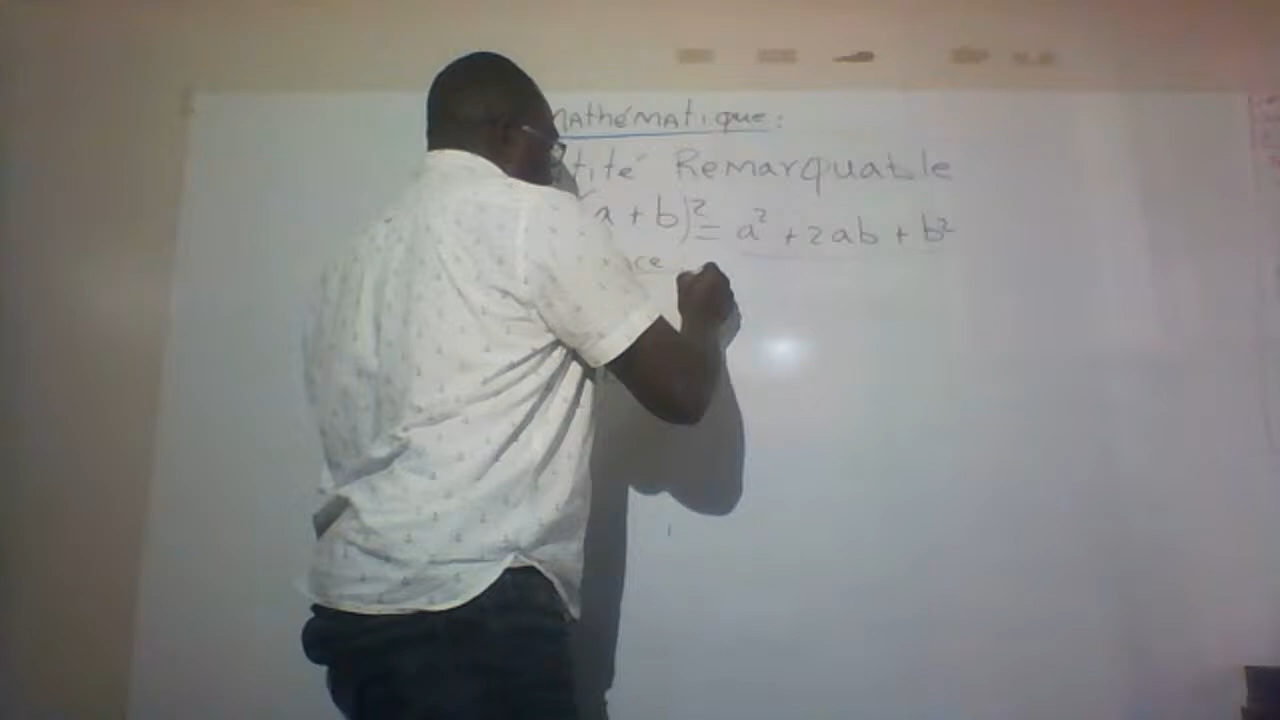 mathématique:
tité Remarquable
a + b)² = a² + 2ab + b²
ce